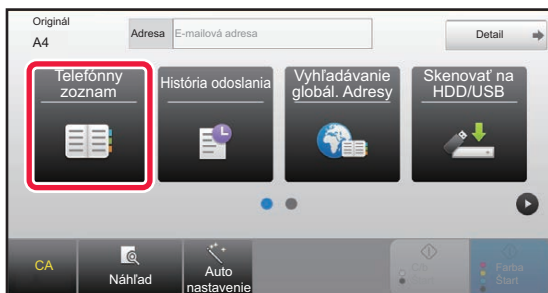 Originál
A4
Adresa
E-mailová adresa
Detail
Telefónny
zoznam
História odoslania
Vyhľadávanie
globál. Adresy
Skenovať na
HDD/USB
CA
Náhľad
Auto
nastavenie
Farba
Štart